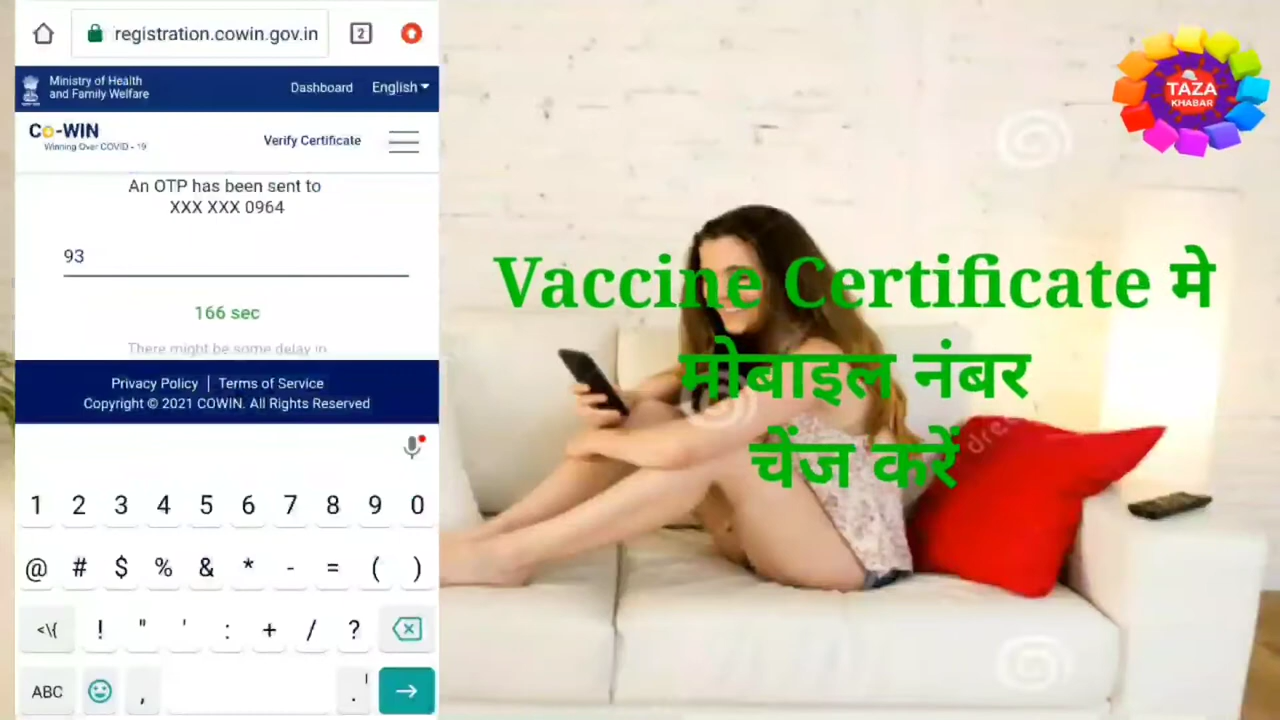 registration.cowin.gov.in
2
Ministry of Health
and Family Welfare
Dashboard
English
Co-WIN
Winning Over COVID - 19
Verify Certificate
An OTP has been sent to
XXX XXX 0964
93
166 sec
There might be some delay in
Privacy Policy | Terms of Service
Copyright © 2021 COWIN. All Rights Reserved
1 2 3 4 5 6 7 8 9 0
@ # $ % & * - = ( )
<\{ ! " ' : + / ?
ABC , . !
TAZA
KHABAR
Vaccine Certificate मे
मोबाइल नंबर
चेंज करें
dre